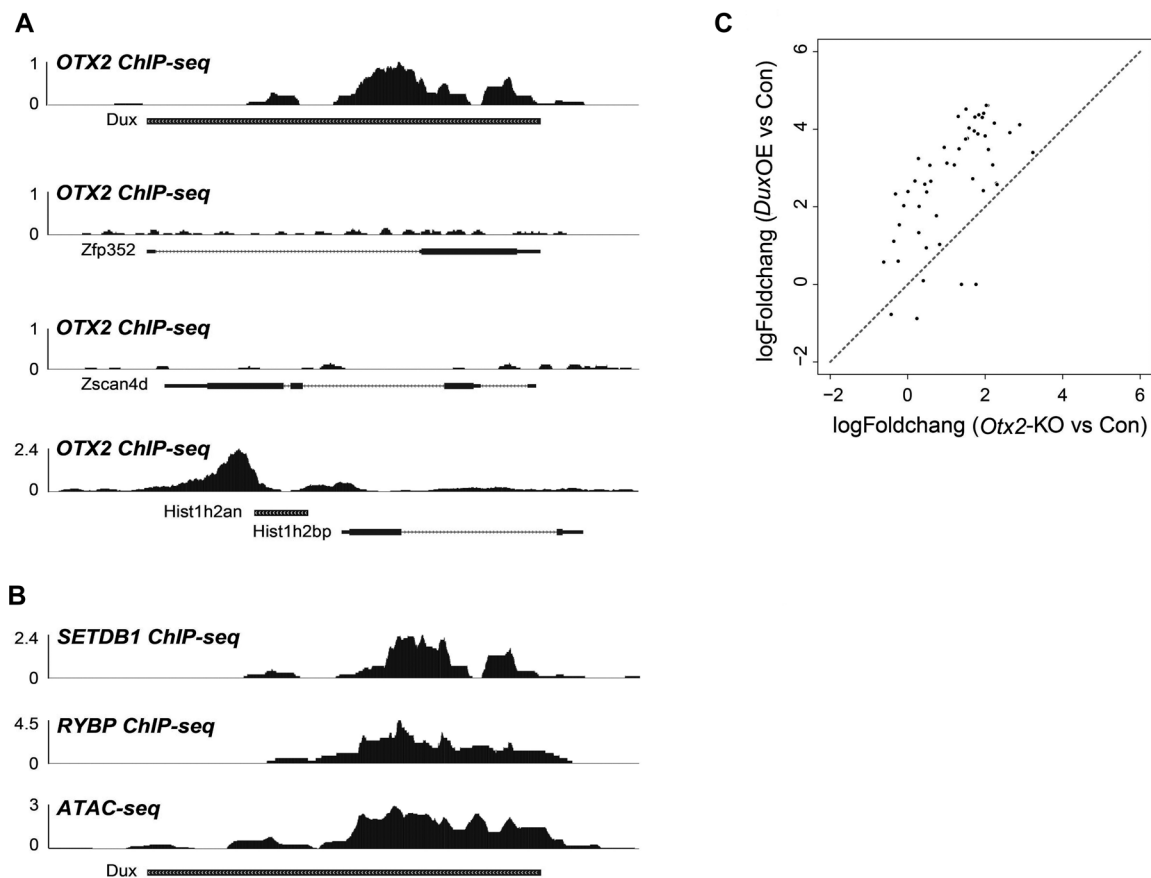 A
OTX2 ChIP-seq
1
0
Dux
OTX2 ChIP-seq
1
0
Zfp352
OTX2 ChIP-seq
1
0
Zscan4d
OTX2 ChIP-seq
2.4
0
Hist1h2an
Hist1h2bp
B
SETDB1 ChIP-seq
2.4
0
RYBP ChIP-seq
4.5
0
ATAC-seq
3
0
Dux
C
logFoldchang (DuxOE vs Con)
6
4
2
0
−2
−2 0 2 4 6
logFoldchang (Otx2-KO vs Con)